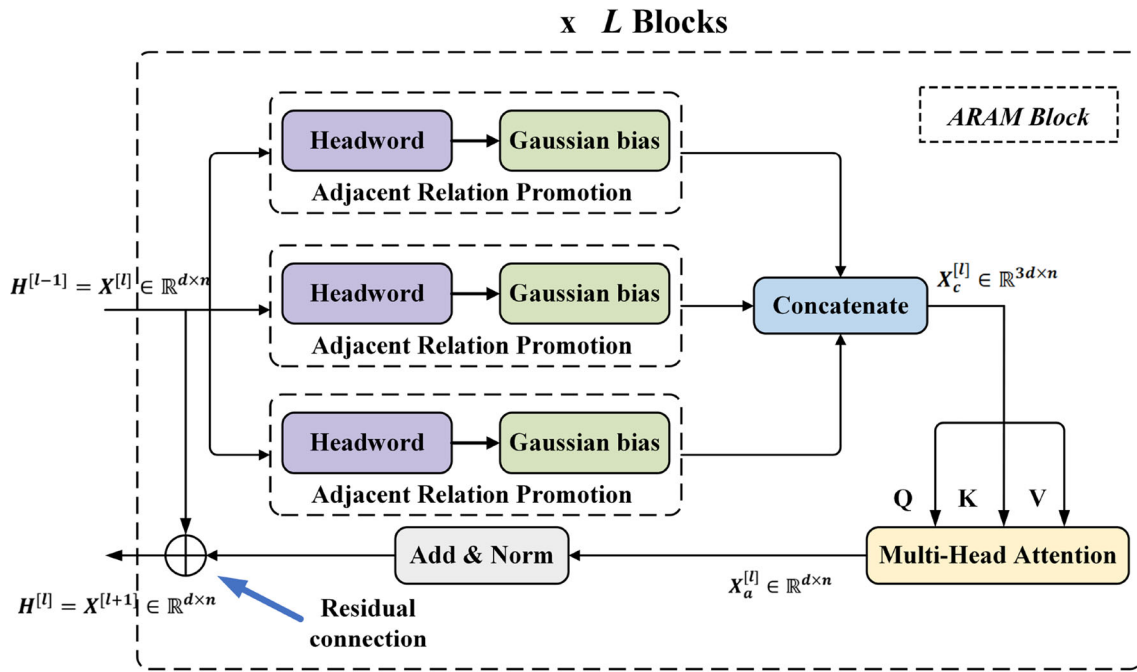 x L Blocks
ARAM Block
Headword
Gaussian bias
Adjacent Relation Promotion
H^{[l-1]} = X^{[l]} ∈ ℝ^{d×n}
Headword
Gaussian bias
Adjacent Relation Promotion
Concatenate
X_c^{[l]} ∈ ℝ^{3d×n}
Headword
Gaussian bias
Adjacent Relation Promotion
Q K V
Multi-Head Attention
X_a^{[l]} ∈ ℝ^{d×n}
Add & Norm
H^{[l]} = X^{[l+1]} ∈ ℝ^{d×n}
Residual
connection